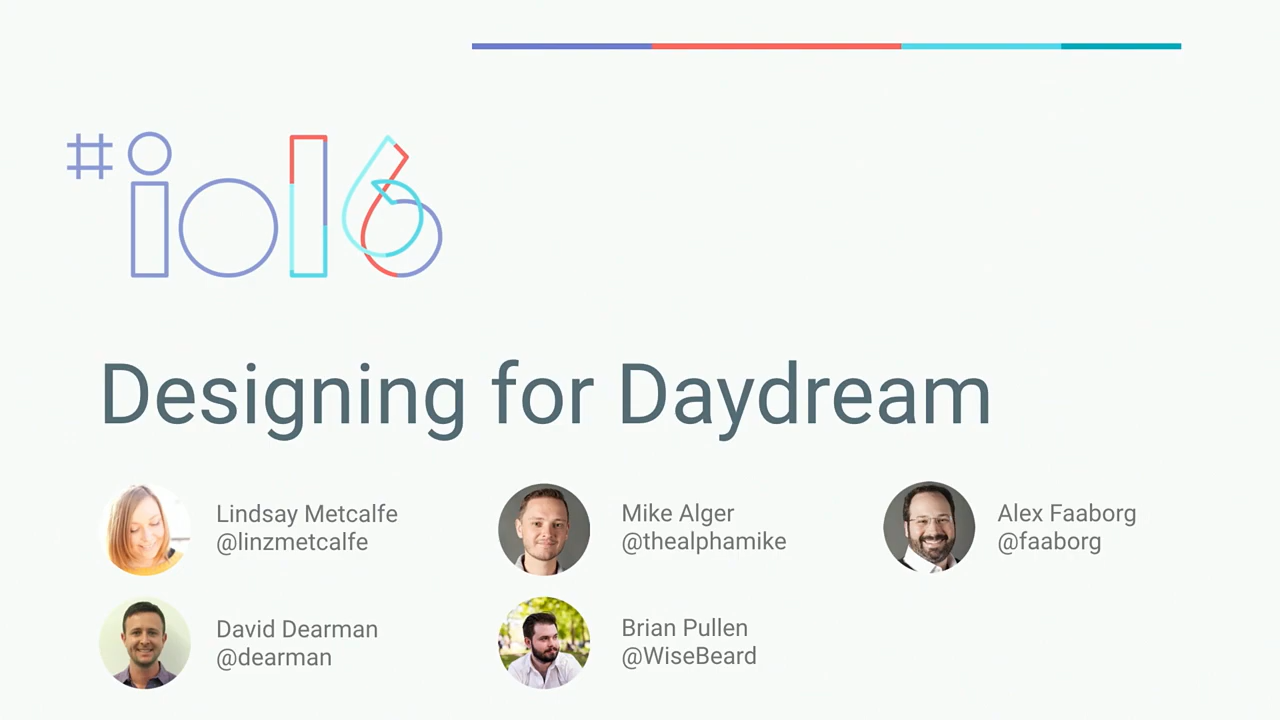 #io16
Designing for Daydream
Lindsay Metcalfe
@linzmetcalfe
Mike Alger
@thealphamike
Alex Faaborg
@faaborg
David Dearman
@dearman
Brian Pullen
@WiseBeard